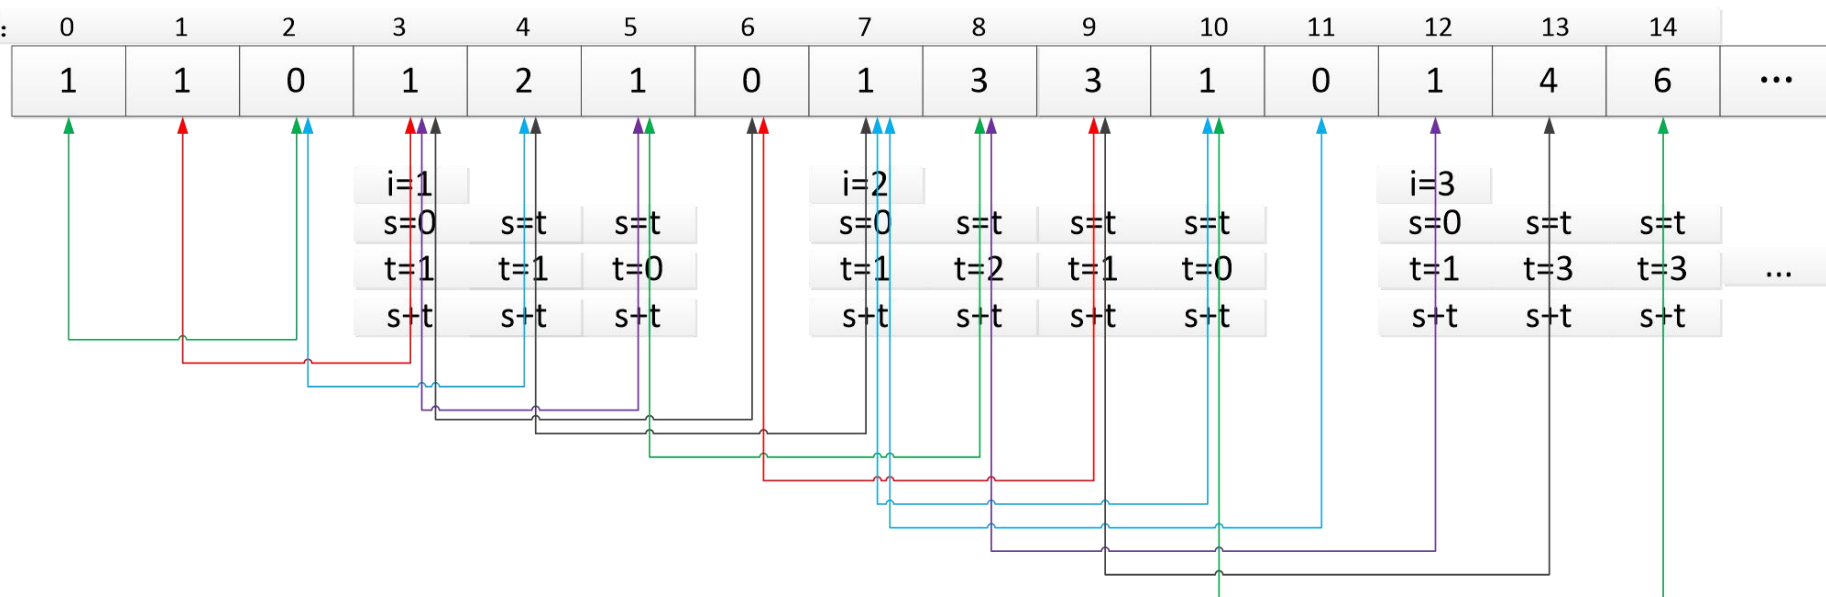 : 0 1 2 3 4 5 6 7 8 9 10 11 12 13 14
1 1 0 1 2 1 0 1 3 3 1 0 1 4 6 ...
i=1 i=2 i=3
s=0 s=t s=t s=0 s=t s=t s=t s=0 s=t s=t
t=1 t=1 t=0 t=1 t=2 t=1 t=0 t=1 t=3 t=3 ...
s+t s+t s+t s+t s+t s+t s+t s+t s+t s+t